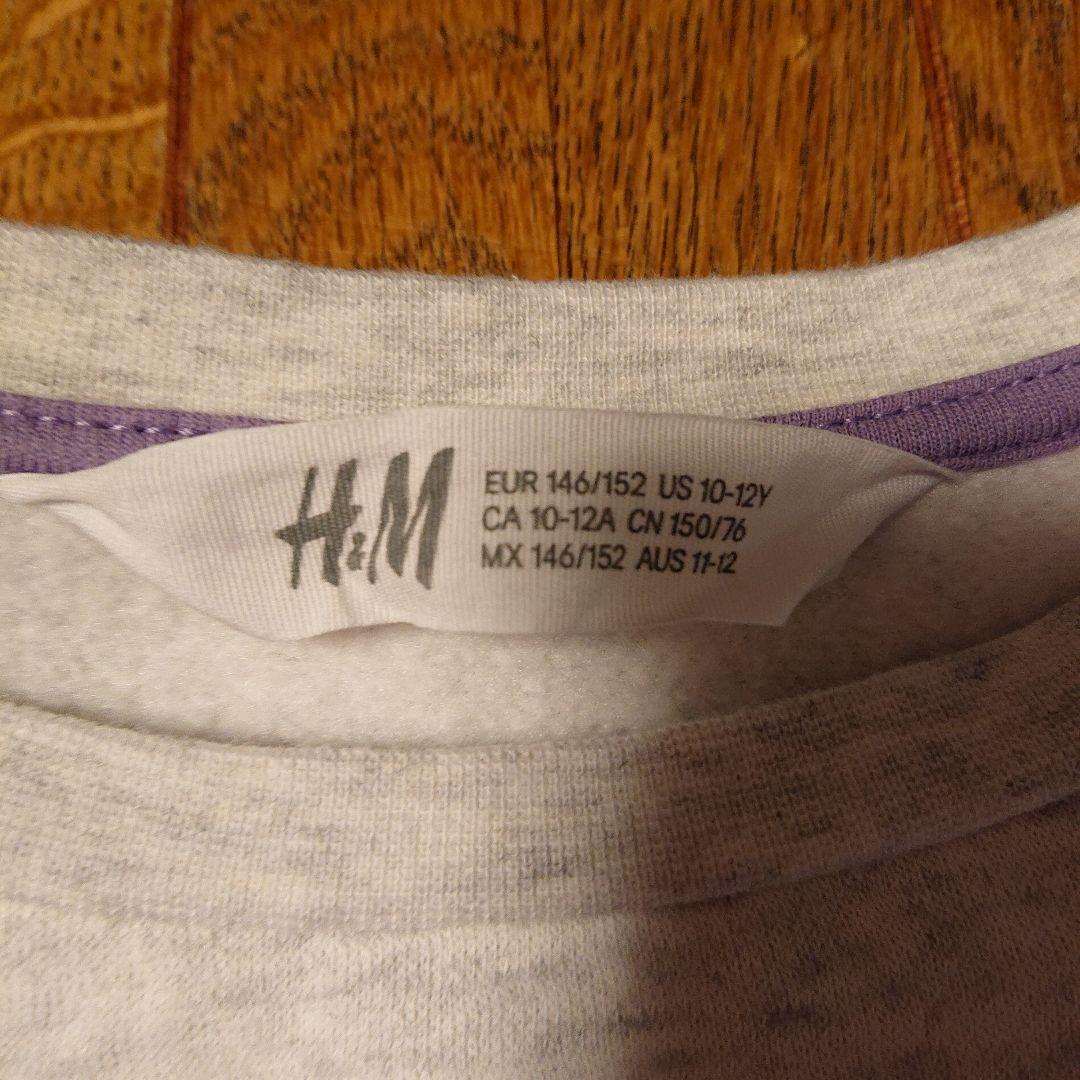 H&M
EUR 146/152 US 10-12Y
CA 10-12A CN 150/76
MX 146/152 AUS 11-12